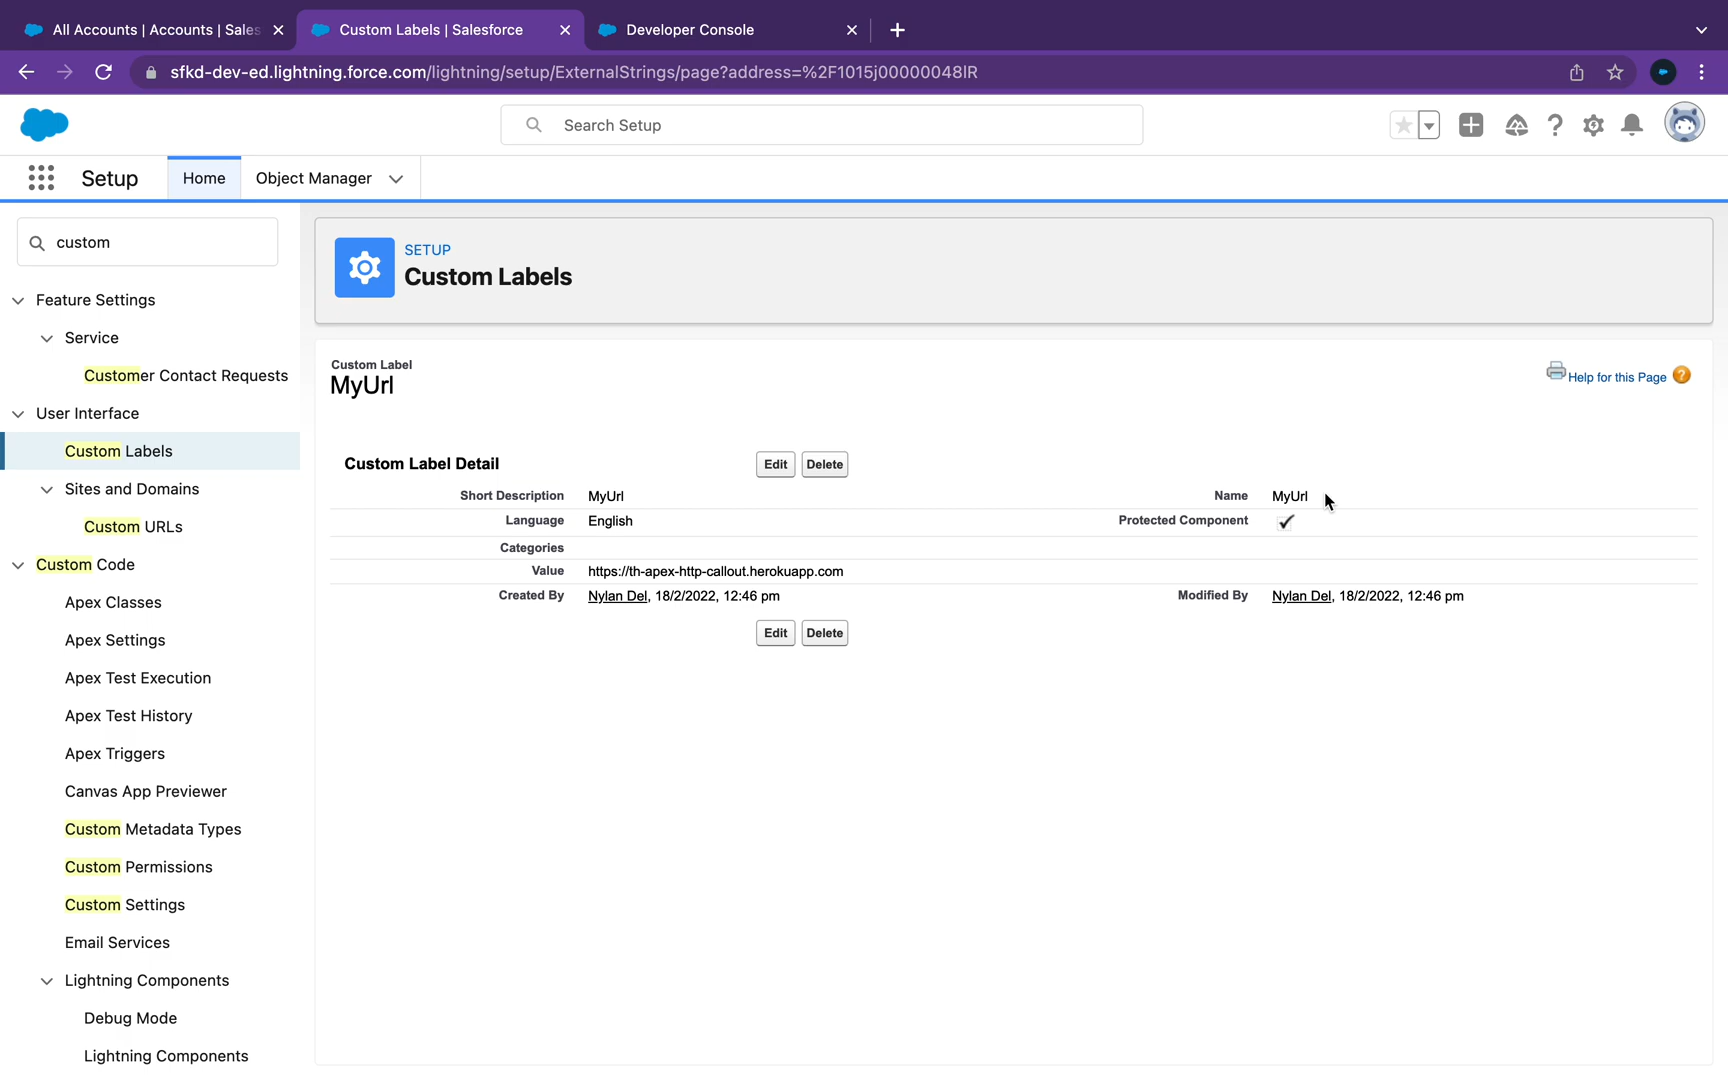 All Accounts | Accounts | Sales
Custom Labels | Salesforce
Developer Console
sfkd-dev-ed.lightning.force.com/lightning/setup/ExternalStrings/page?address=%2F1015j00000048IR
Search Setup
Setup
Home
Object Manager
custom
Feature Settings
Service
Customer Contact Requests
User Interface
Custom Labels
Sites and Domains
Custom URLs
Custom Code
Apex Classes
Apex Settings
Apex Test Execution
Apex Test History
Apex Triggers
Canvas App Previewer
Custom Metadata Types
Custom Permissions
Custom Settings
Email Services
Lightning Components
Debug Mode
Lightning Components
SETUP
Custom Labels
Custom Label
MyUrl
Help for this Page ?
Custom Label Detail
Edit Delete
Short Description MyUrl Name MyUrl
Language English Protected Component
Categories
Value https://th-apex-http-callout.herokuapp.com
Created By Nylan Del, 18/2/2022, 12:46 pm Modified By Nylan Del, 18/2/2022, 12:46 pm
Edit Delete